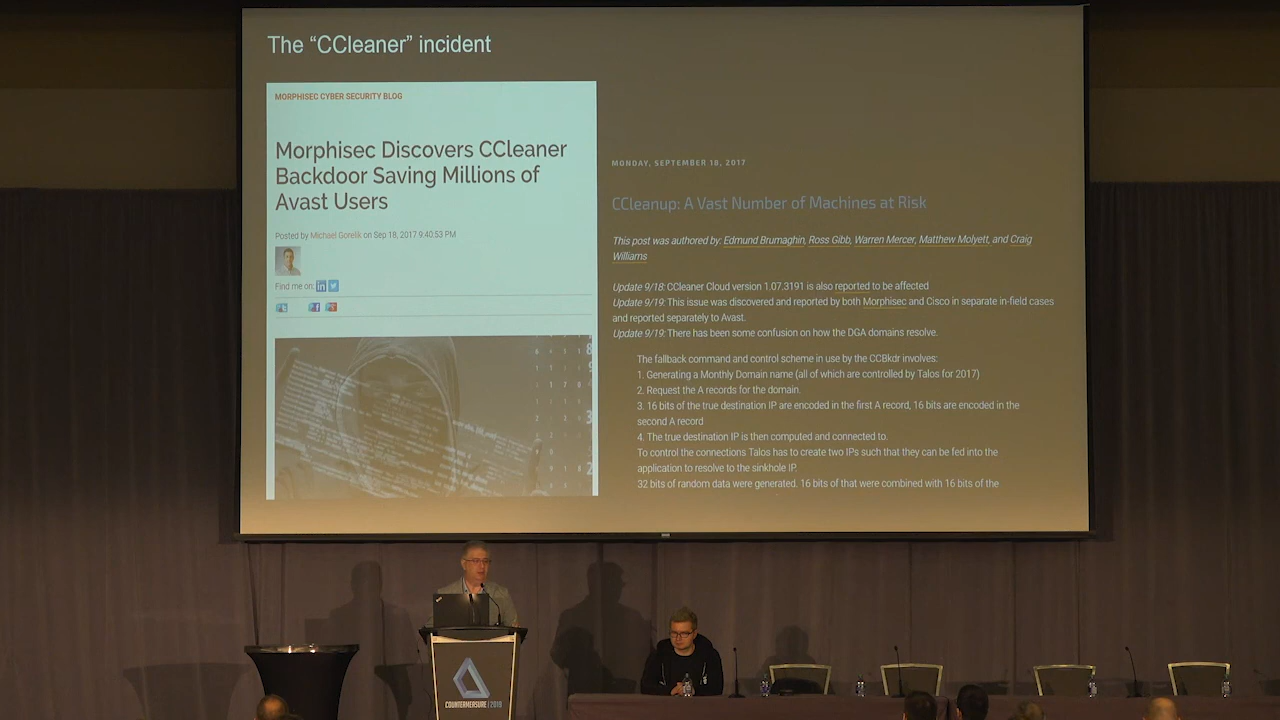 The “CCleaner” incident
MORPHISEC CYBER SECURITY BLOG
Morphisec Discovers CCleaner
Backdoor Saving Millions of
Avast Users
Posted by Michael Gorelik on Sep 18, 2017 9:40:53 PM
Find me on:
MONDAY, SEPTEMBER 18, 2017
CCleanup: A Vast Number of Machines at Risk
This post was authored by: Edmund Brumaghin, Ross Gibb, Warren Mercer, Matthew Molyett, and Craig
Williams
Update 9/18: CCleaner Cloud version 1.07.3191 is also reported to be affected
Update 9/19: This issue was discovered and reported by both Morphisec and Cisco in separate in-field cases
and reported separately to Avast.
Update 9/19: There has been some confusion on how the DGA domains resolve.
The fallback command and control scheme in use by the CCBkdr involves:
1. Generating a Monthly Domain name (all of which are controlled by Talos for 2017)
2. Request the A records for the domain.
3. 16 bits of the true destination IP are encoded in the first A record, 16 bits are encoded in the
second A record
4. The true destination IP is then computed and connected to.
To control the connections Talos has to create two IPs such that they can be fed into the
application to resolve to the sinkhole IP.
32 bits of random data were generated. 16 bits of that were combined with 16 bits of the
COUNTERMEASURE | 2018